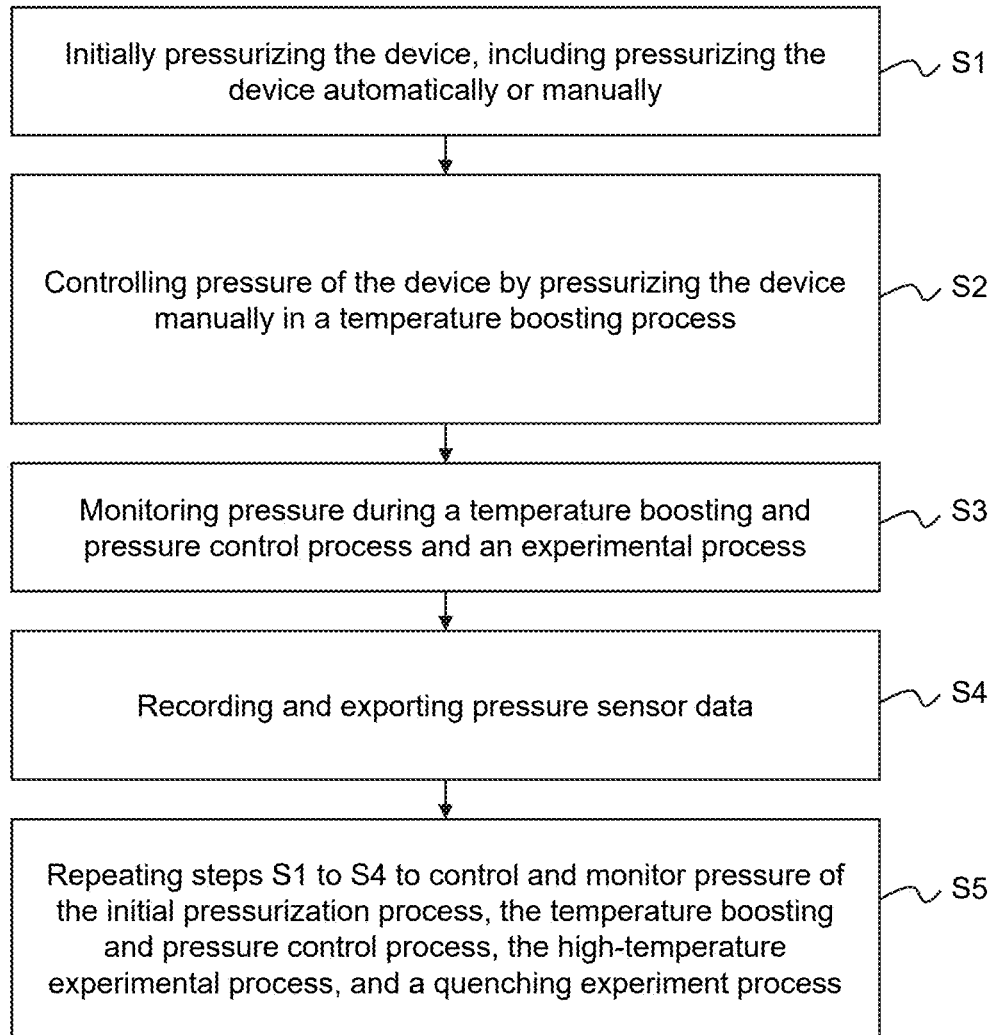 Initially pressurizing the device, including pressurizing the
device automatically or manually
S1
Controlling pressure of the device by pressurizing the device
manually in a temperature boosting process
S2
Monitoring pressure during a temperature boosting and
pressure control process and an experimental process
S3
Recording and exporting pressure sensor data
S4
Repeating steps S1 to S4 to control and monitor pressure of
the initial pressurization process, the temperature boosting
and pressure control process, the high-temperature
experimental process, and a quenching experiment process
S5